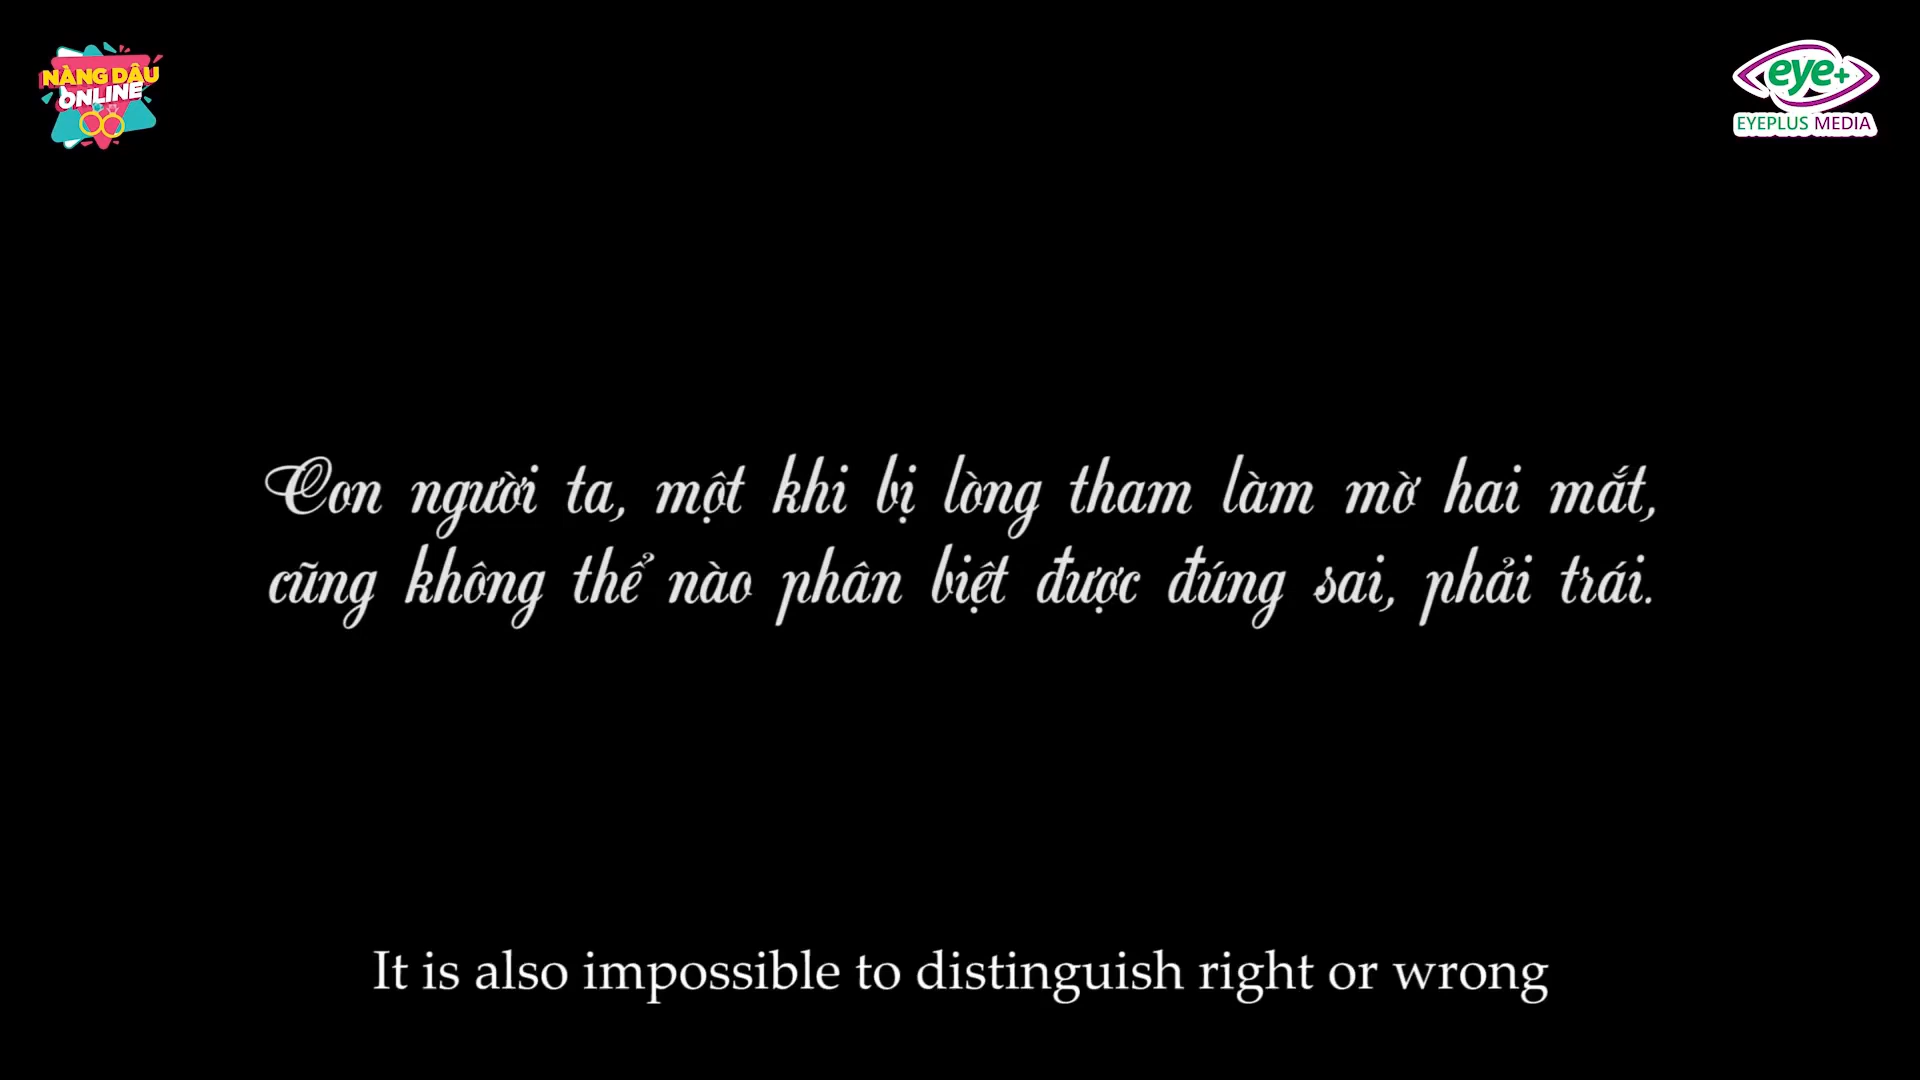 NÀNG DÂU
ONLINE
eye+
EYEPLUS MEDIA
Con người ta, một khi bị lòng tham làm mờ hai mắt,
cũng không thể nào phân biệt được đúng sai, phải trái.
It is also impossible to distinguish right or wrong